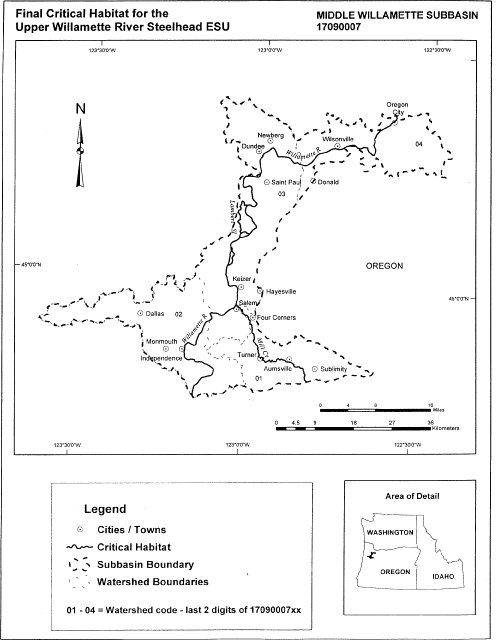 Final Critical Habitat for the
Upper Willamette River Steelhead ESU
MIDDLE WILLAMETTE SUBBASIN
17090007
123°30'0"W
123°0'0"W
122°30'0"W
N
Oregon
City
Newberg
Dundee
Wilsonville
Willamette R.
04
Saint Paul
Donald
03
Lambert Sl
45°0'0"N
OREGON
45°0'0"N
Keizer
Hayesville
Salem
Dallas
02
Four Corners
Willamette R.
Monmouth
Independence
Mill C.
Turner
Aumsville
Sublimity
01
0 4 8 16
Miles
0 4.5 9 18 27 36
Kilometers
123°30'0"W
123°0'0"W
122°30'0"W
Legend
Cities / Towns
Critical Habitat
Subbasin Boundary
Watershed Boundaries
01 - 04 = Watershed code - last 2 digits of 17090007xx
Area of Detail
WASHINGTON
OREGON
IDAHO